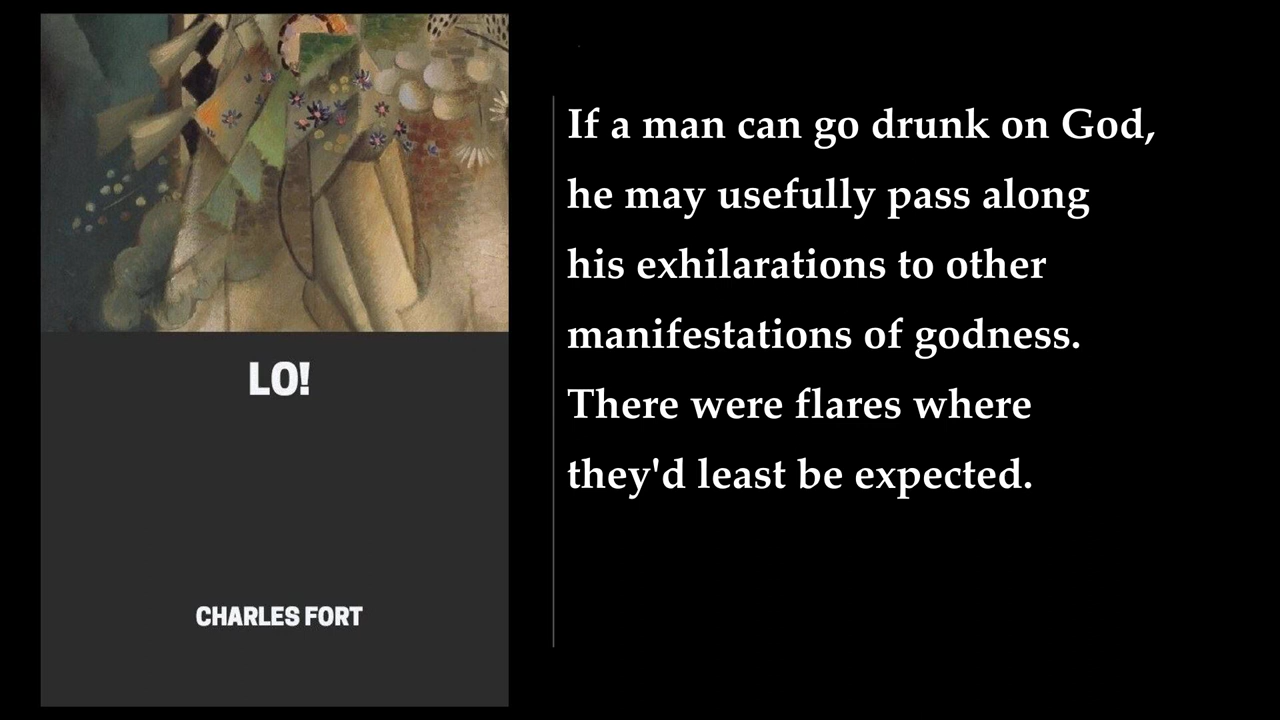 LO!
CHARLES FORT
If a man can go drunk on God,
he may usefully pass along
his exhilarations to other
manifestations of godness.
There were flares where
they'd least be expected.